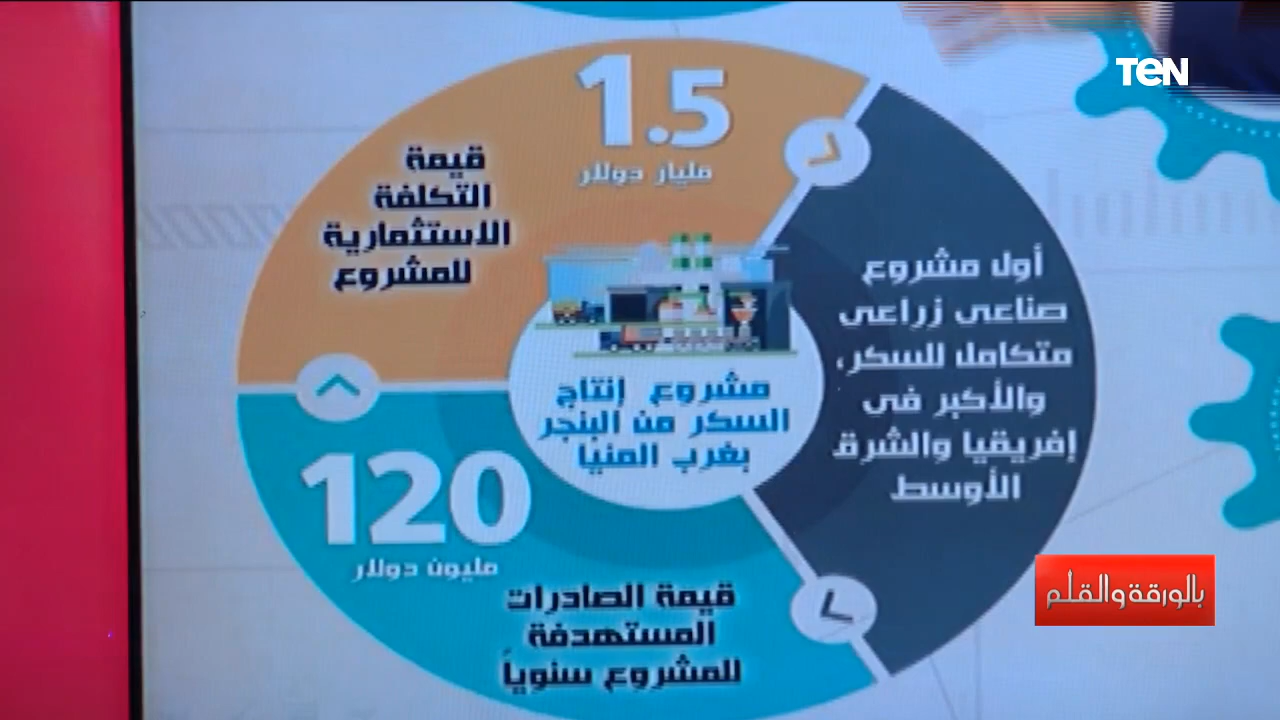 TEN
1.5
مليار دولار
قيمة
التكلفة
الاستثمارية
للمشروع
أول مشروع
صناعى زراعى
متكامل للسكر،
والأكبر فى
إفريقيا والشرق
الأوسط
مشروع إنتاج
السكر من البنجر
بغرب المنيا
120
مليون دولار
قيمة الصادرات
المستهدفة
للمشروع سنوياً
بالورقة والقلم